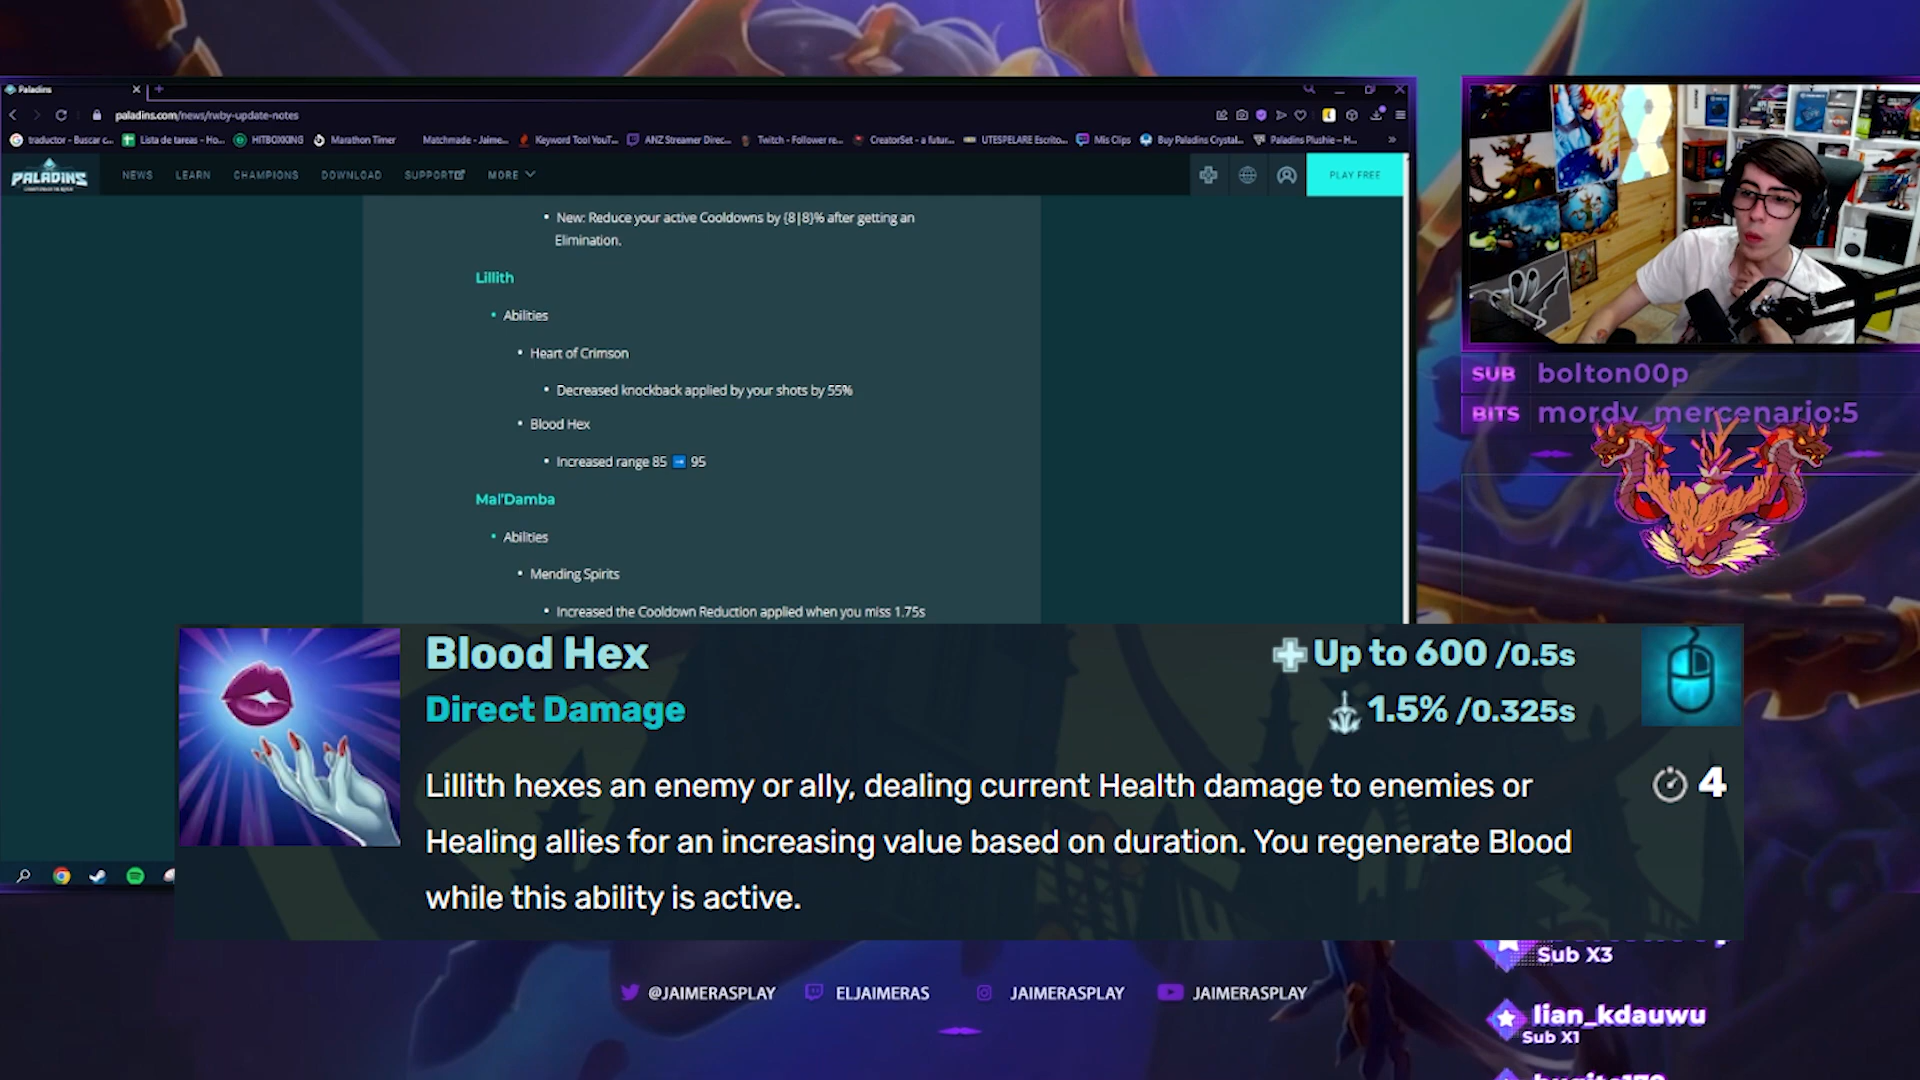 Paladins
paladins.com/news/rwby-update-notes
traductor - Buscar c...
Lista de tareas - Ho...
HITBOXKING
Marathon Timer
Matchmade - Jaime...
Keyword Tool YouT...
ANZ Streamer Direc...
Twitch - Follower re...
CreatorSet - a futur...
UTESPELARE Escrito...
Mis Clips
Buy Paladins Crystal...
Paladins Plushie – H...
PALADINS
NEWS
LEARN
CHAMPIONS
DOWNLOAD
SUPPORT
MORE
PLAY FREE
New: Reduce your active Cooldowns by {8|8}% after getting an
Elimination.
Lillith
Abilities
Heart of Crimson
Decreased knockback applied by your shots by 55%
Blood Hex
Increased range 85 ➡ 95
Mal'Damba
Abilities
Mending Spirits
Increased the Cooldown Reduction applied when you miss 1.75s
SUB bolton00p
BITS mordy_mercenario:5
Blood Hex
Up to 600 /0.5s
Direct Damage
1.5% /0.325s
Lillith hexes an enemy or ally, dealing current Health damage to enemies or
4
Healing allies for an increasing value based on duration. You regenerate Blood
while this ability is active.
Sub X3
@JAIMERASPLAY
ELJAIMERAS
JAIMERASPLAY
JAIMERASPLAY
lian_kdauwu
Sub X1